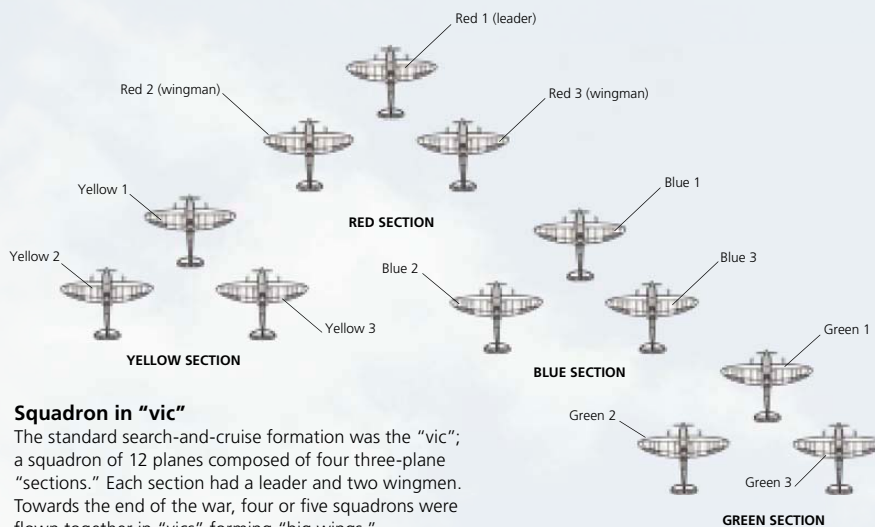 Red 1 (leader)
Red 2 (wingman)
Red 3 (wingman)
RED SECTION
Yellow 1
Yellow 2
Yellow 3
YELLOW SECTION
Blue 1
Blue 2
Blue 3
BLUE SECTION
Green 1
Green 2
Green 3
GREEN SECTION
Squadron in “vic”
The standard search-and-cruise formation was the “vic”;
a squadron of 12 planes composed of four three-plane
“sections.” Each section had a leader and two wingmen.
Towards the end of the war, four or five squadrons were
flown together in “vics” forming “big wings.”